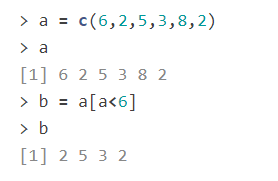 > a = c(6,2,5,3,8,2)
> a
[1] 6 2 5 3 8 2
> b = a[a<6]
> b
[1] 2 5 3 2